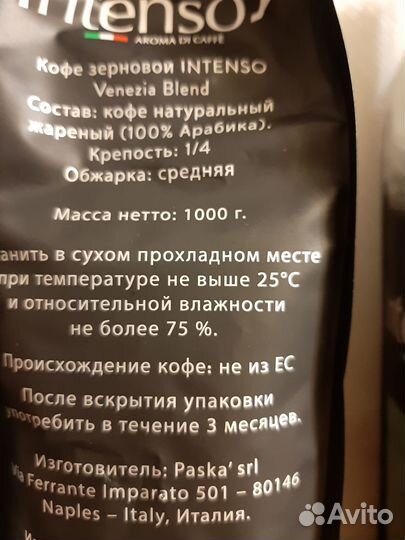 Intenso!
AROMA DI CAFFÈ
Кофе зерновой INTENSO
Venezia Blend
Состав: кофе натуральный
жареный (100% Арабика).
Крепость: 1/4
Обжарка: средняя
Масса нетто: 1000 г.
анить в сухом прохладном месте
при температуре не выше 25°С
и относительной влажности
не более 75 %.
Происхождение кофе: не из ЕС
После вскрытия упаковки
употребить в течение 3 месяцев.
Изготовитель: Paska' srl
Via Ferrante Imparato 501 – 80146
Naples – Italy, Италия.
Avito